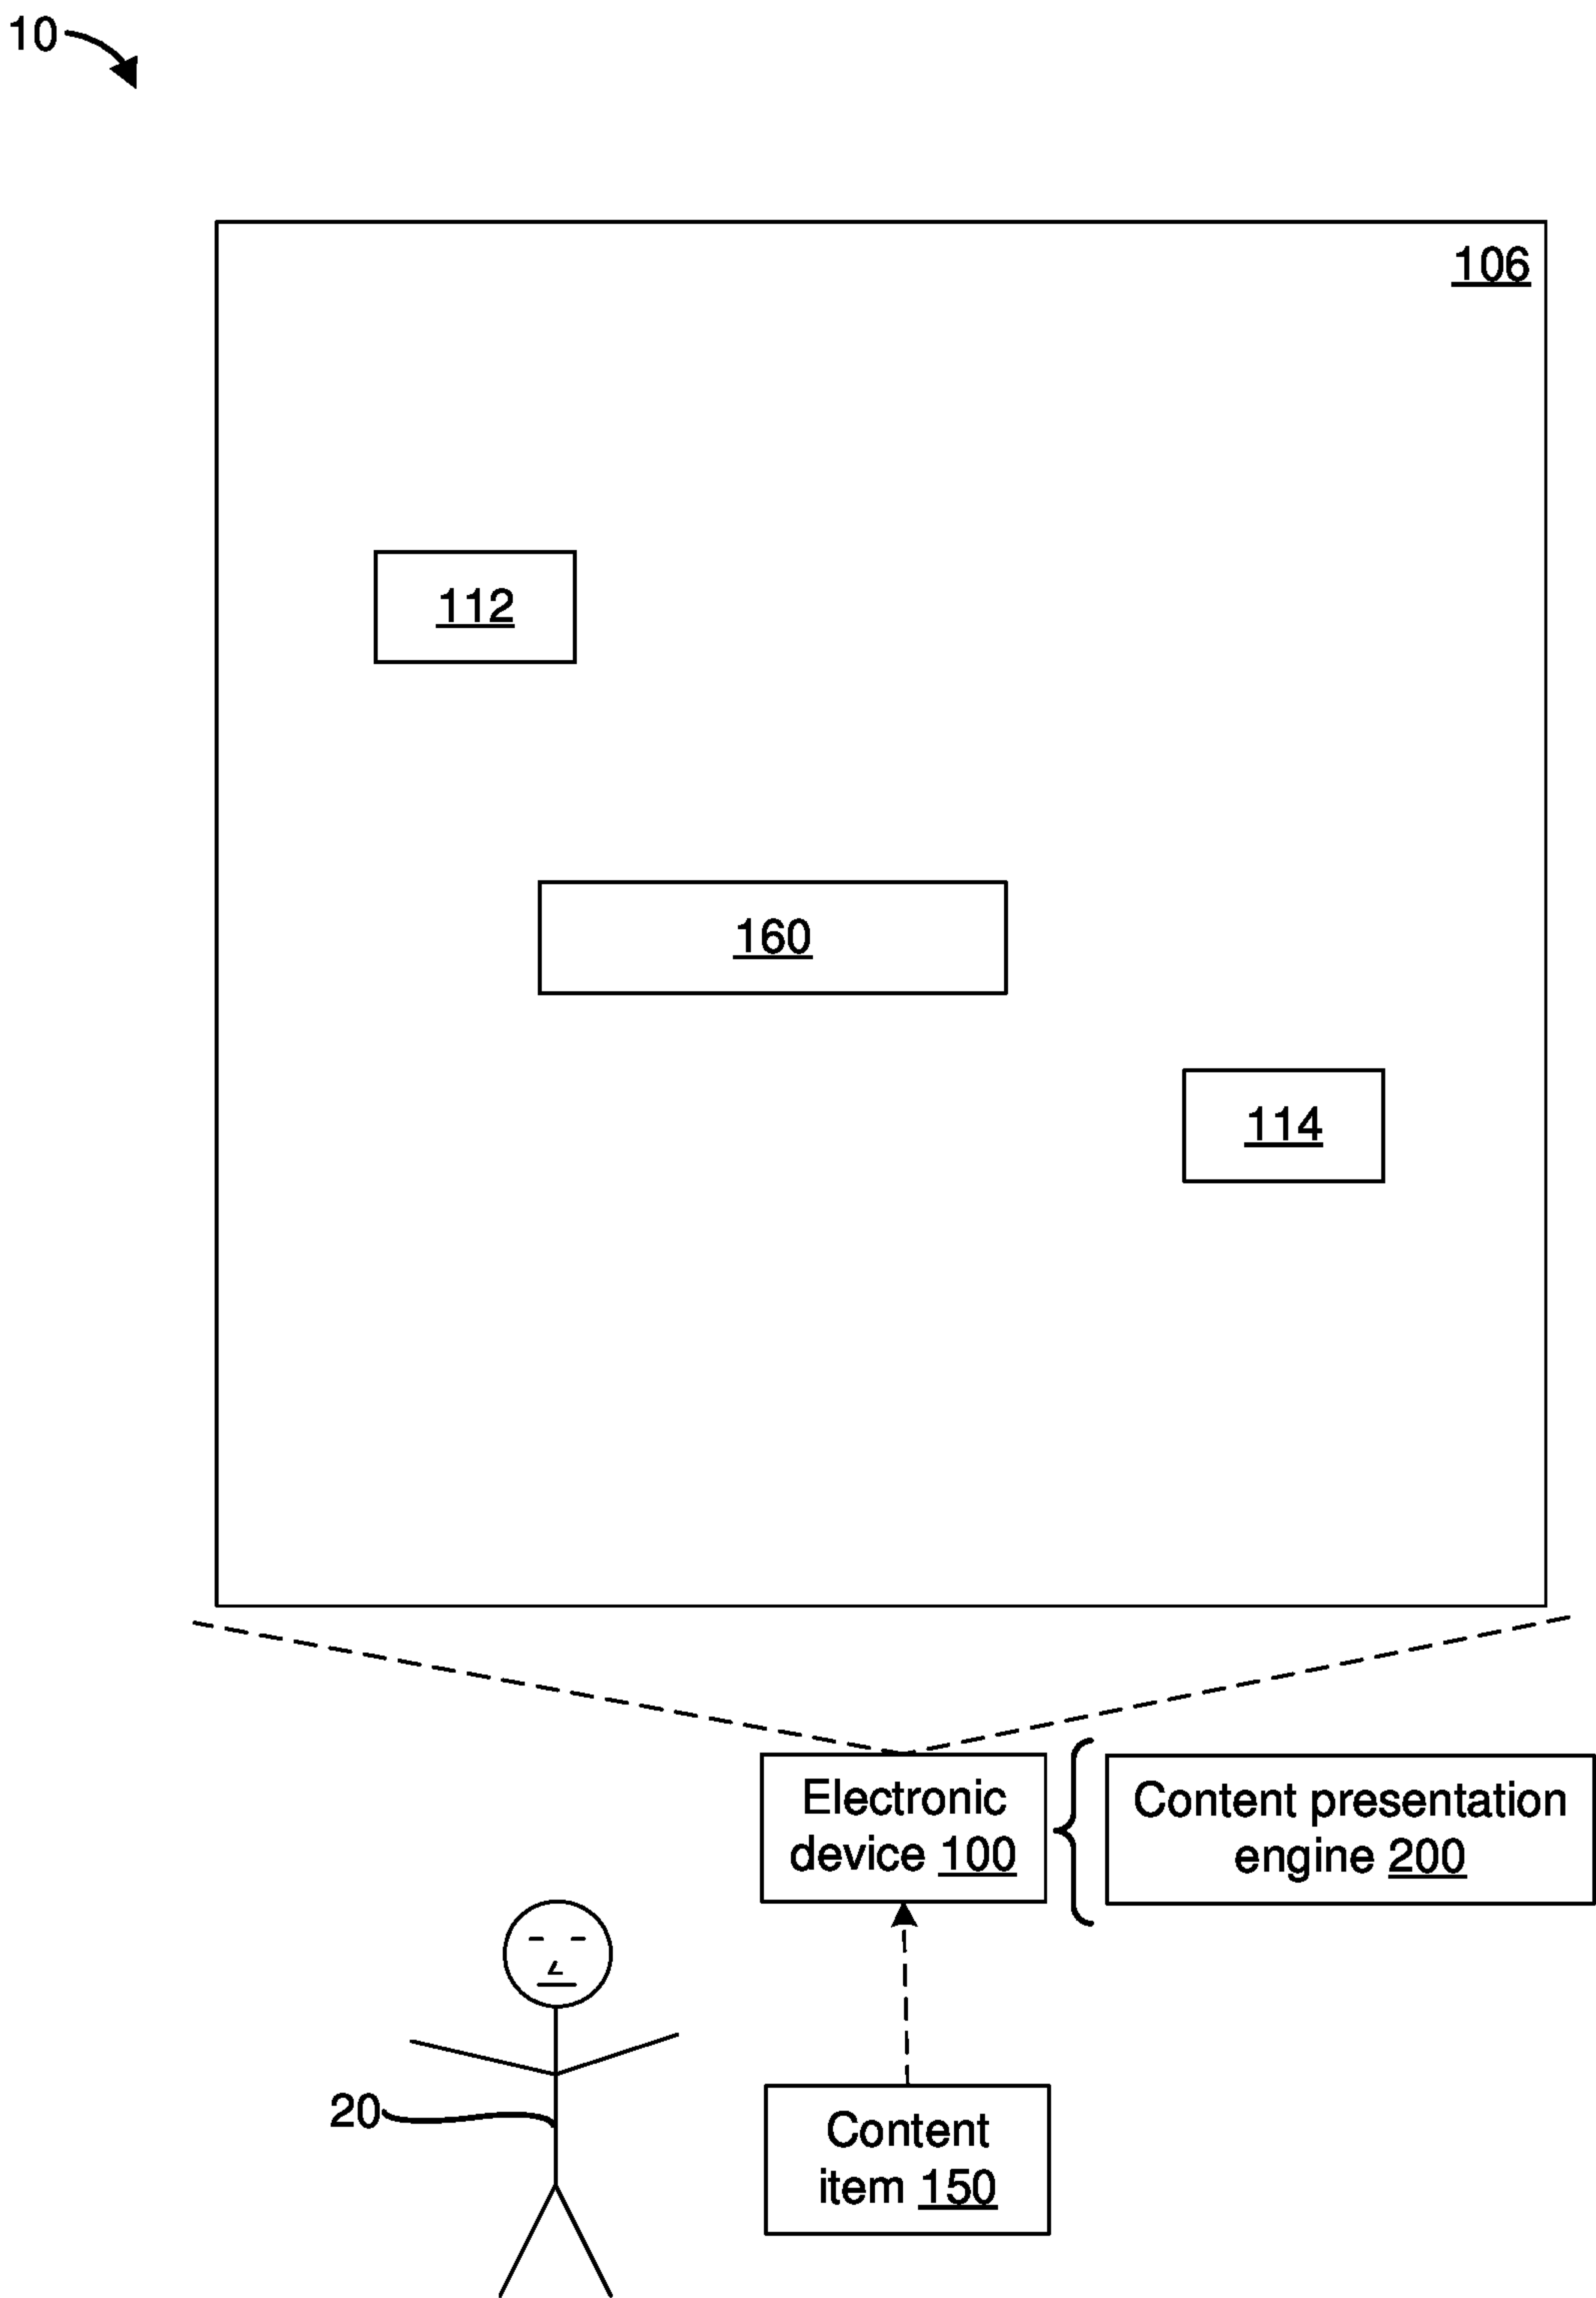 10
106
112
160
114
Electronic
device 100
Content presentation
engine 200
20
Content
item 150